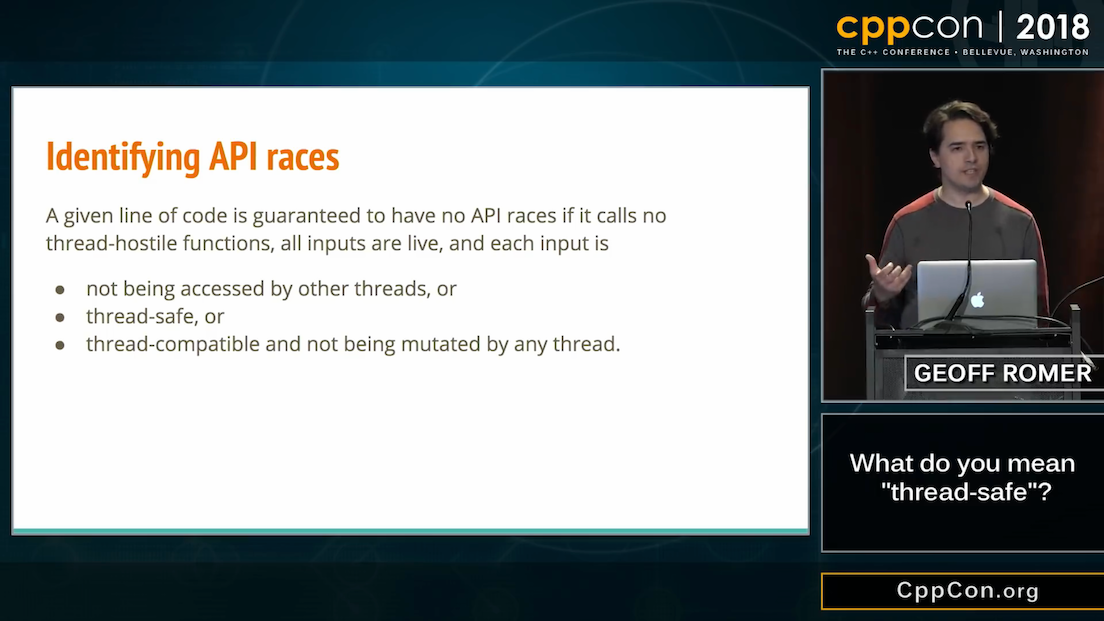 cppcon | 2018
THE C++ CONFERENCE • BELLEVUE, WASHINGTON
Identifying API races
A given line of code is guaranteed to have no API races if it calls no
thread-hostile functions, all inputs are live, and each input is
● not being accessed by other threads, or
● thread-safe, or
● thread-compatible and not being mutated by any thread.
GEOFF ROMER
What do you mean
"thread-safe"?
CppCon.org